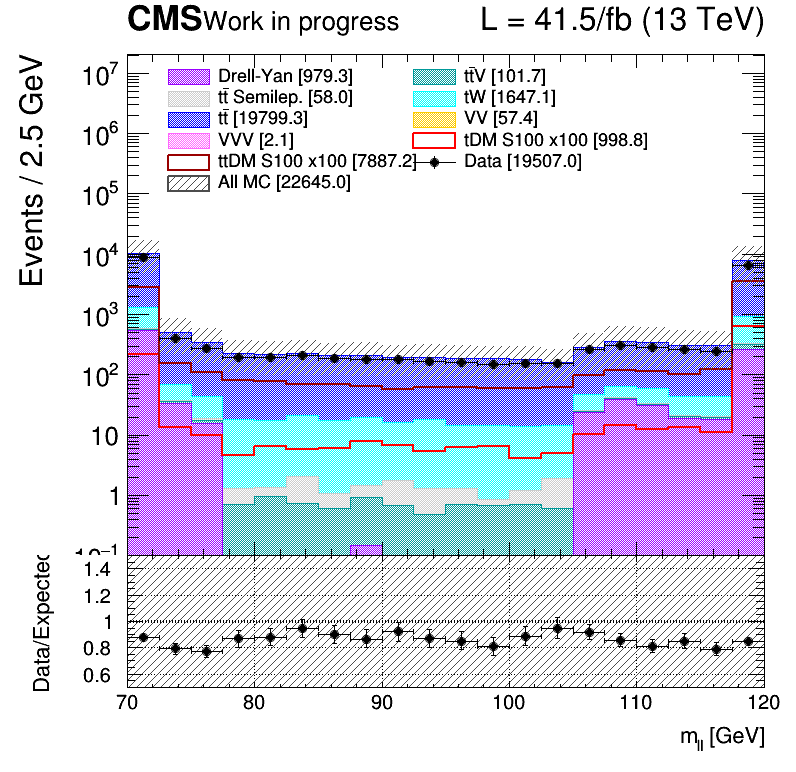 CMS Work in progress L = 41.5/fb (13 TeV)
Events / 2.5 GeV
Drell-Yan [979.3] tt̄V [101.7]
tt̄ Semilep. [58.0] tW [1647.1]
tt̄ [19799.3] VV [57.4]
VVV [2.1] tDM S100 x100 [998.8]
ttDM S100 x100 [7887.2] Data [19507.0]
All MC [22645.0]
10⁷
10⁶
10⁵
10⁴
10³
10²
10
1
10⁻¹
Data/Expected
1.4
1.2
1
0.8
0.6
70 80 90 100 110 120
m_ll [GeV]